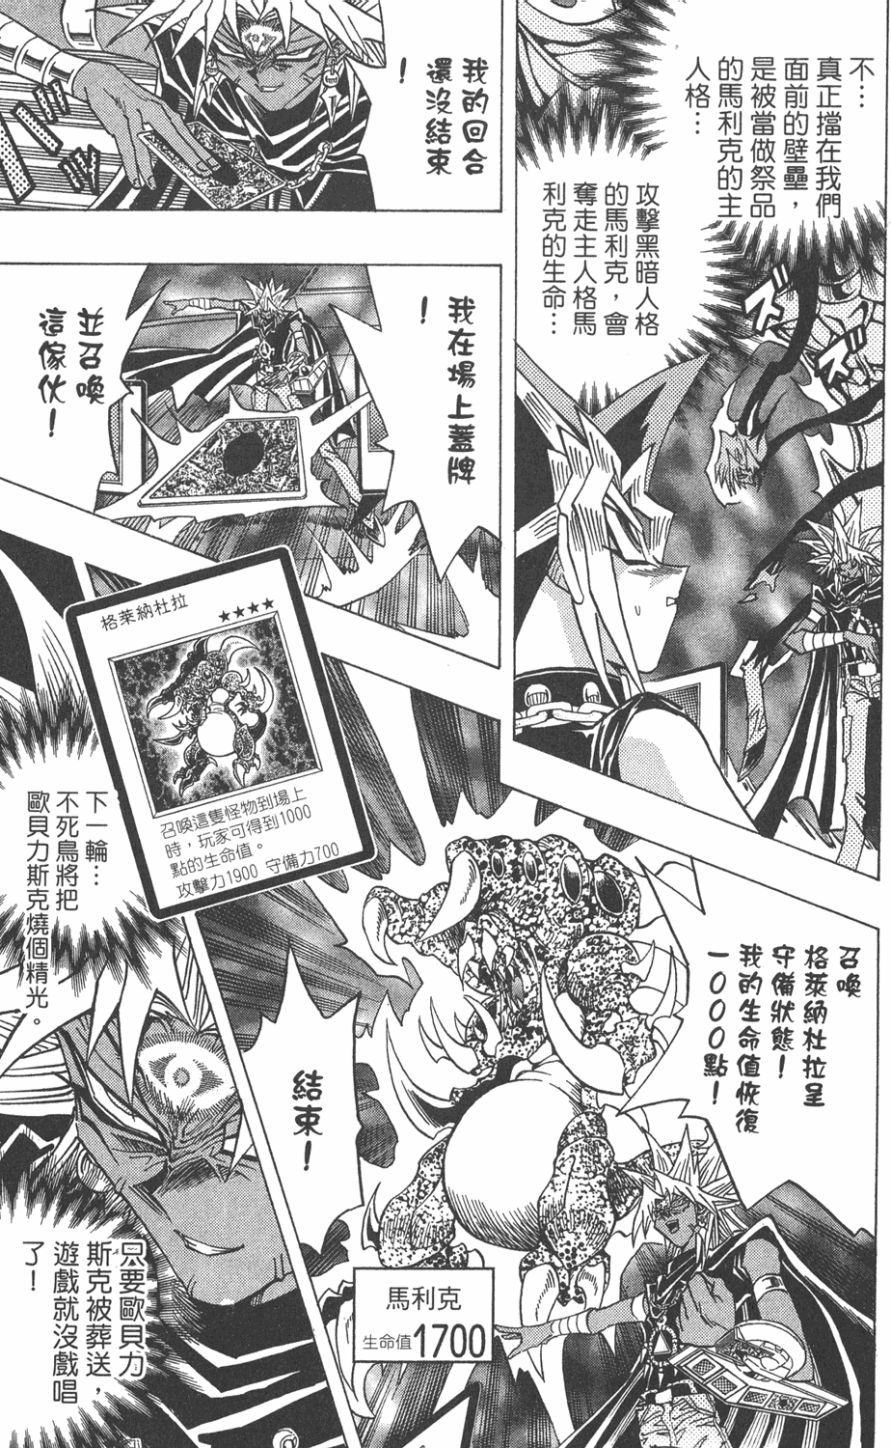 不…
真正擋在我們
面前的壁壘，
是被當做祭品
的馬利克的主
人格…
攻擊黑暗人格
的馬利克，會
奪走主人格馬
利克的生命…
ズ
ズ
我的回合
還沒結束
！
我在場上蓋牌
！
並召喚
這傢伙！
格萊納杜拉
★★★★
召喚這隻怪物到場上
時，玩家可得到1000
點的生命值。
攻擊力1900 守備力700
召喚
格萊納杜拉呈
守備狀態！
我的生命值恢復
一000點！
馬利克
生命值1700
結束！
下一輪…
不死鳥將把
歐貝力斯克燒個精光。
只要歐貝力
斯克被葬送，
遊戲就沒戲唱
了！